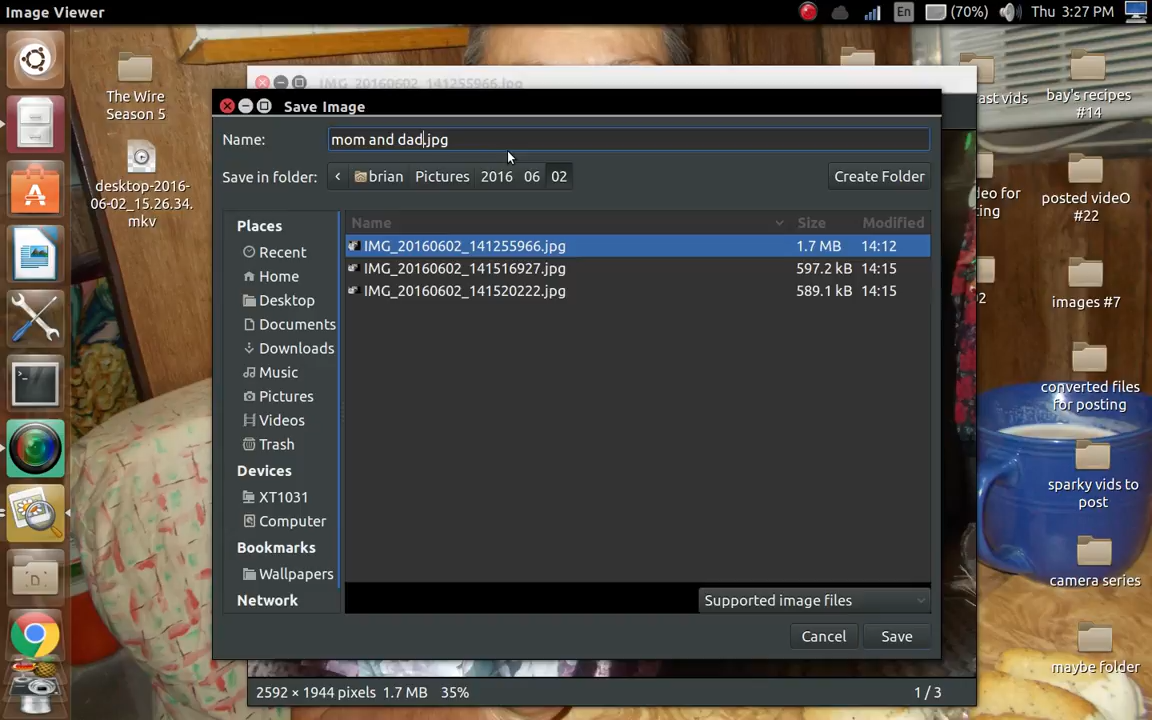 Image Viewer
En (70%) Thu 3:27 PM
The Wire
Season 5
desktop-2016-
06-02_15.26.34.
mkv
IMG_20160602_141255966.jpg
Save Image
Name: mom and dad.jpg
Save in folder: brian Pictures 2016 06 02 Create Folder
Places
Recent
Home
Desktop
Documents
Downloads
Music
Pictures
Videos
Trash
Devices
XT1031
Computer
Bookmarks
Wallpapers
Network
Name Size Modified
IMG_20160602_141255966.jpg 1.7 MB 14:12
IMG_20160602_141516927.jpg 597.2 kB 14:15
IMG_20160602_141520222.jpg 589.1 kB 14:15
Supported image files
Cancel Save
2592 × 1944 pixels 1.7 MB 35% 1 / 3
vids
bay's recipes
#14
for
posted videO
#22
images #7
converted files
for posting
sparky vids to
post
camera series
maybe folder
D